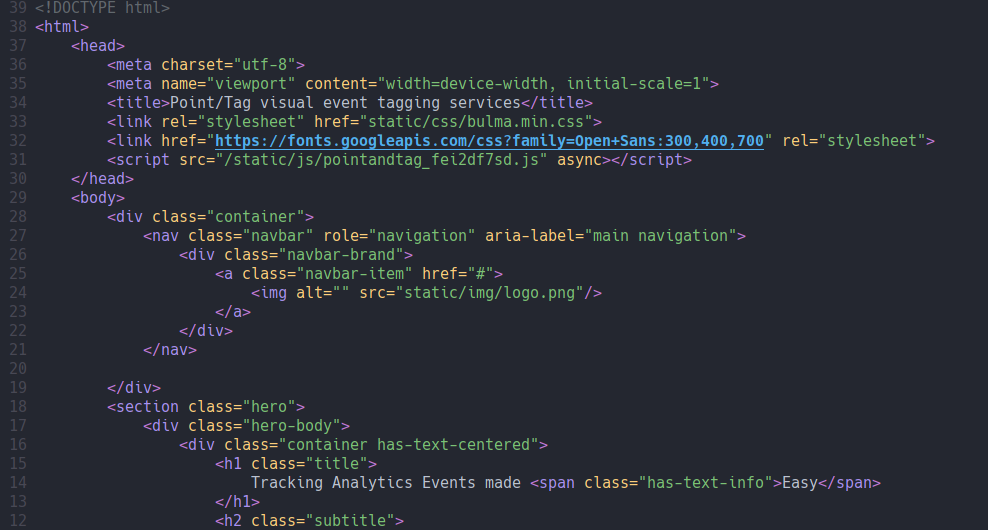 39 <!DOCTYPE html>
38 <html>
37     <head>
36         <meta charset="utf-8">
35         <meta name="viewport" content="width=device-width, initial-scale=1">
34         <title>Point/Tag visual event tagging services</title>
33         <link rel="stylesheet" href="static/css/bulma.min.css">
32         <link href="https://fonts.googleapis.com/css?family=Open+Sans:300,400,700" rel="stylesheet">
31         <script src="/static/js/pointandtag_fei2df7sd.js" async></script>
30     </head>
29     <body>
28         <div class="container">
27             <nav class="navbar" role="navigation" aria-label="main navigation">
26                 <div class="navbar-brand">
25                     <a class="navbar-item" href="#">
24                         <img alt="" src="static/img/logo.png"/>
23                     </a>
22                 </div>
21             </nav>
20
19         </div>
18         <section class="hero">
17             <div class="hero-body">
16                 <div class="container has-text-centered">
15                     <h1 class="title">
14                         Tracking Analytics Events made <span class="has-text-info">Easy</span>
13                     </h1>
12                     <h2 class="subtitle">